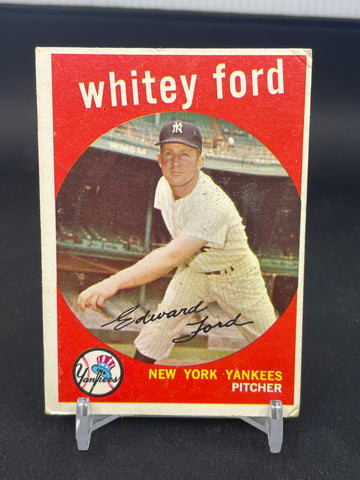 whitey ford
NY
Edward
Ford
Yankees
NEW YORK YANKEES
PITCHER